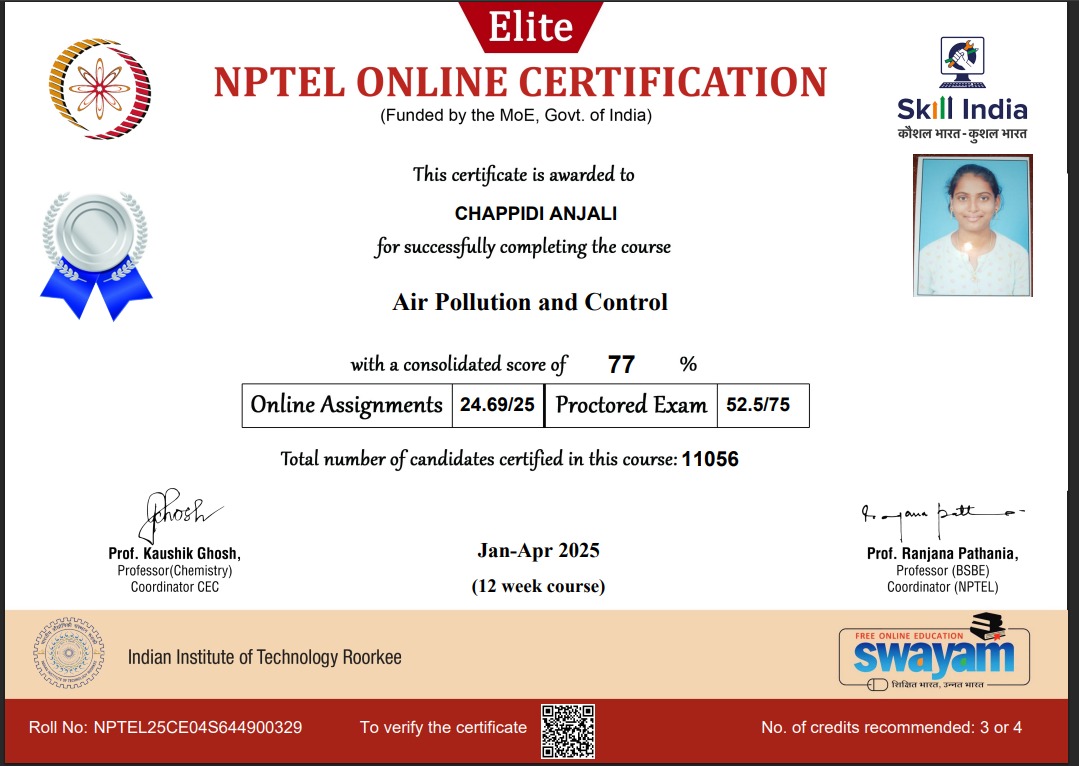 Elite
NPTEL ONLINE CERTIFICATION
(Funded by the MoE, Govt. of India)
Skill India
कौशल भारत - कुशल भारत
This certificate is awarded to
CHAPPIDI ANJALI
for successfully completing the course
Air Pollution and Control
with a consolidated score of 77 %
Online Assignments 24.69/25 Proctored Exam 52.5/75
Total number of candidates certified in this course: 11056
Prof. Kaushik Ghosh,
Professor(Chemistry)
Coordinator CEC
Jan-Apr 2025
(12 week course)
Prof. Ranjana Pathania,
Professor (BSBE)
Coordinator (NPTEL)
Indian Institute of Technology Roorkee
FREE ONLINE EDUCATION
swayam
शिक्षित भारत, उन्नत भारत
Roll No: NPTEL25CE04S644900329
To verify the certificate
No. of credits recommended: 3 or 4